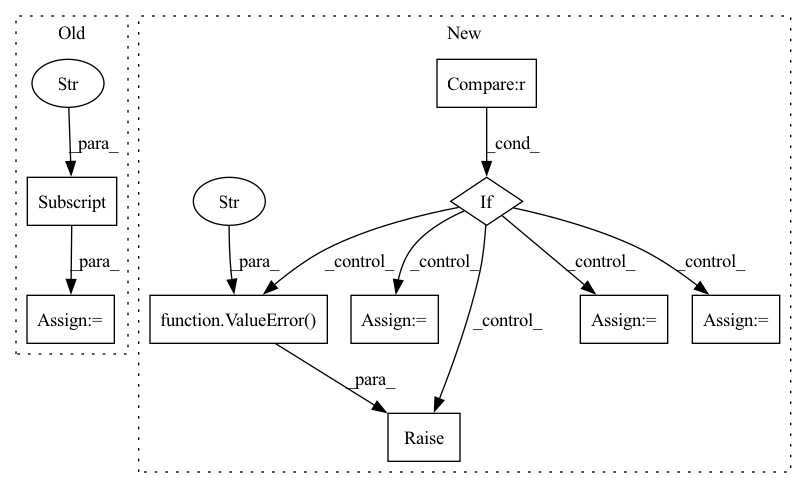 Old
New
Str
Compare:r
_para_
_cond_
Subscript
Str
If
_para_
_para_
_control_
_control_
_control_
_control_
Assign:=
function.ValueError()
Assign:=
_control_
Assign:=
Assign:=
_para_
Raise